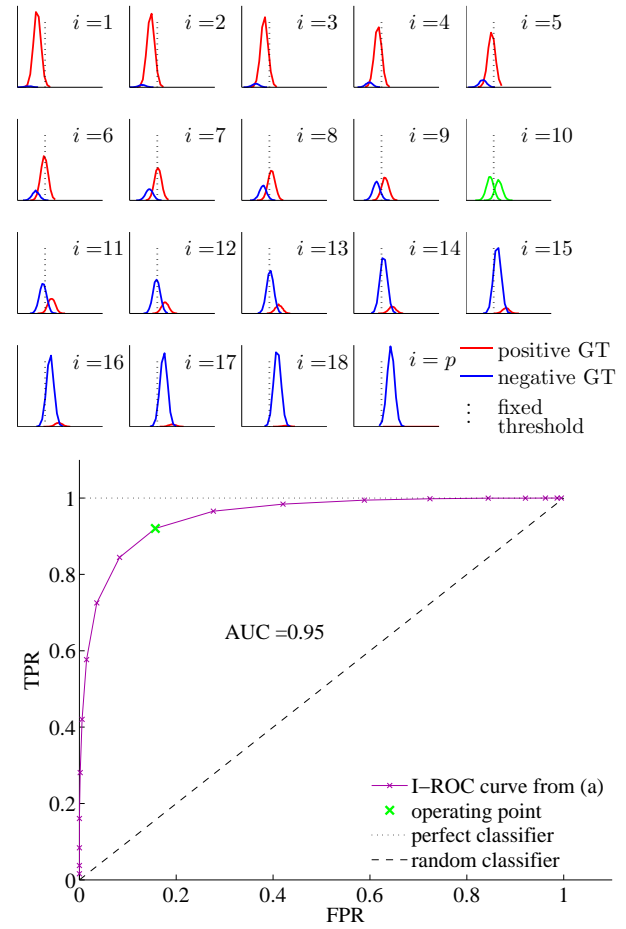 i =1 i =2 i =3 i =4 i =5
i =6 i =7 i =8 i =9 i =10
i =11 i =12 i =13 i =14 i =15
i =16 i =17 i =18 i = p
positive GT
negative GT
fixed
threshold
1
0.8
0.6
0.4
0.2
0
TPR
AUC =0.95
I−ROC curve from (a)
operating point
perfect classifier
random classifier
0 0.2 0.4 0.6 0.8 1
FPR